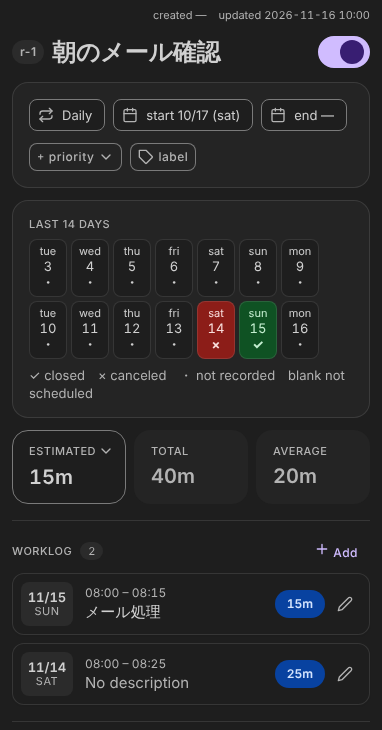 created — updated 2026-11-16 10:00
r-1 朝のメール確認
Daily start 10/17 (sat) end —
+ priority label
LAST 14 DAYS
tue wed thu fri sat sun mon
3 4 5 6 7 8 9
· · · · · · ·
tue wed thu fri sat sun mon
10 11 12 13 14 15 16
· · · · × ✓ ·
✓ closed × canceled · not recorded blank not
scheduled
ESTIMATED TOTAL AVERAGE
15m 40m 20m
WORKLOG 2 + Add
11/15 08:00 – 08:15 15m
SUN メール処理
11/14 08:00 – 08:25 25m
SAT No description